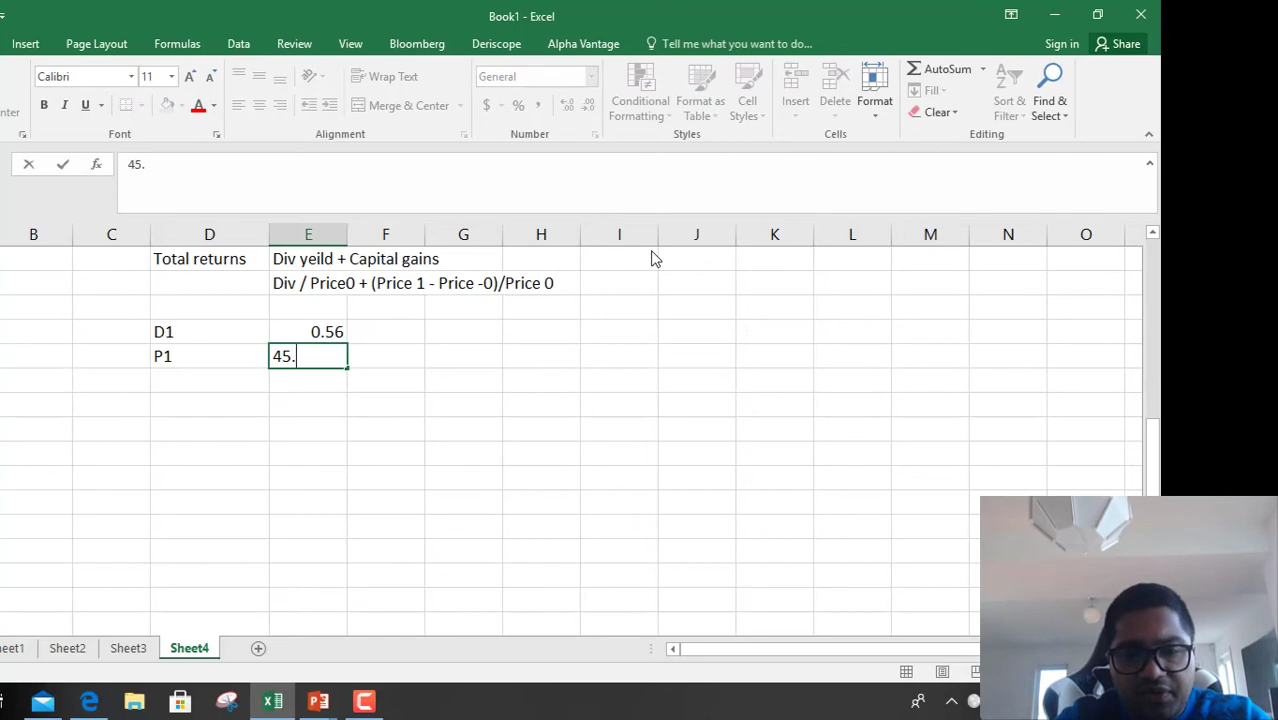 Book1 - Excel
Insert Page Layout Formulas Data Review View Bloomberg Deriscope Alpha Vantage Tell me what you want to do... Sign in Share
Calibri 11 Wrap Text General AutoSum
Fill
Merge & Center $ % , Conditional Formatting Format as Table Cell Styles Insert Delete Format Clear Sort & Filter Find & Select
B I U A
Font Alignment Number Styles Cells Editing
fx 45.
B C D E F G H I J K L M N O
Total returns Div yeild + Capital gains
Div / Price0 + (Price 1 - Price -0)/Price 0
D1 0.56
P1 45.
eet1 Sheet2 Sheet3 Sheet4